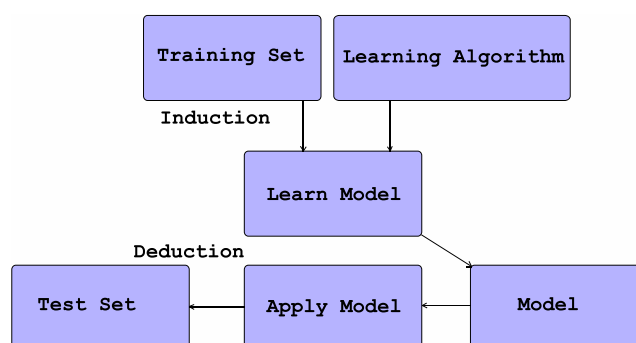 Training Set
Learning Algorithm
Induction
Learn Model
Deduction
Test Set
Apply Model
Model